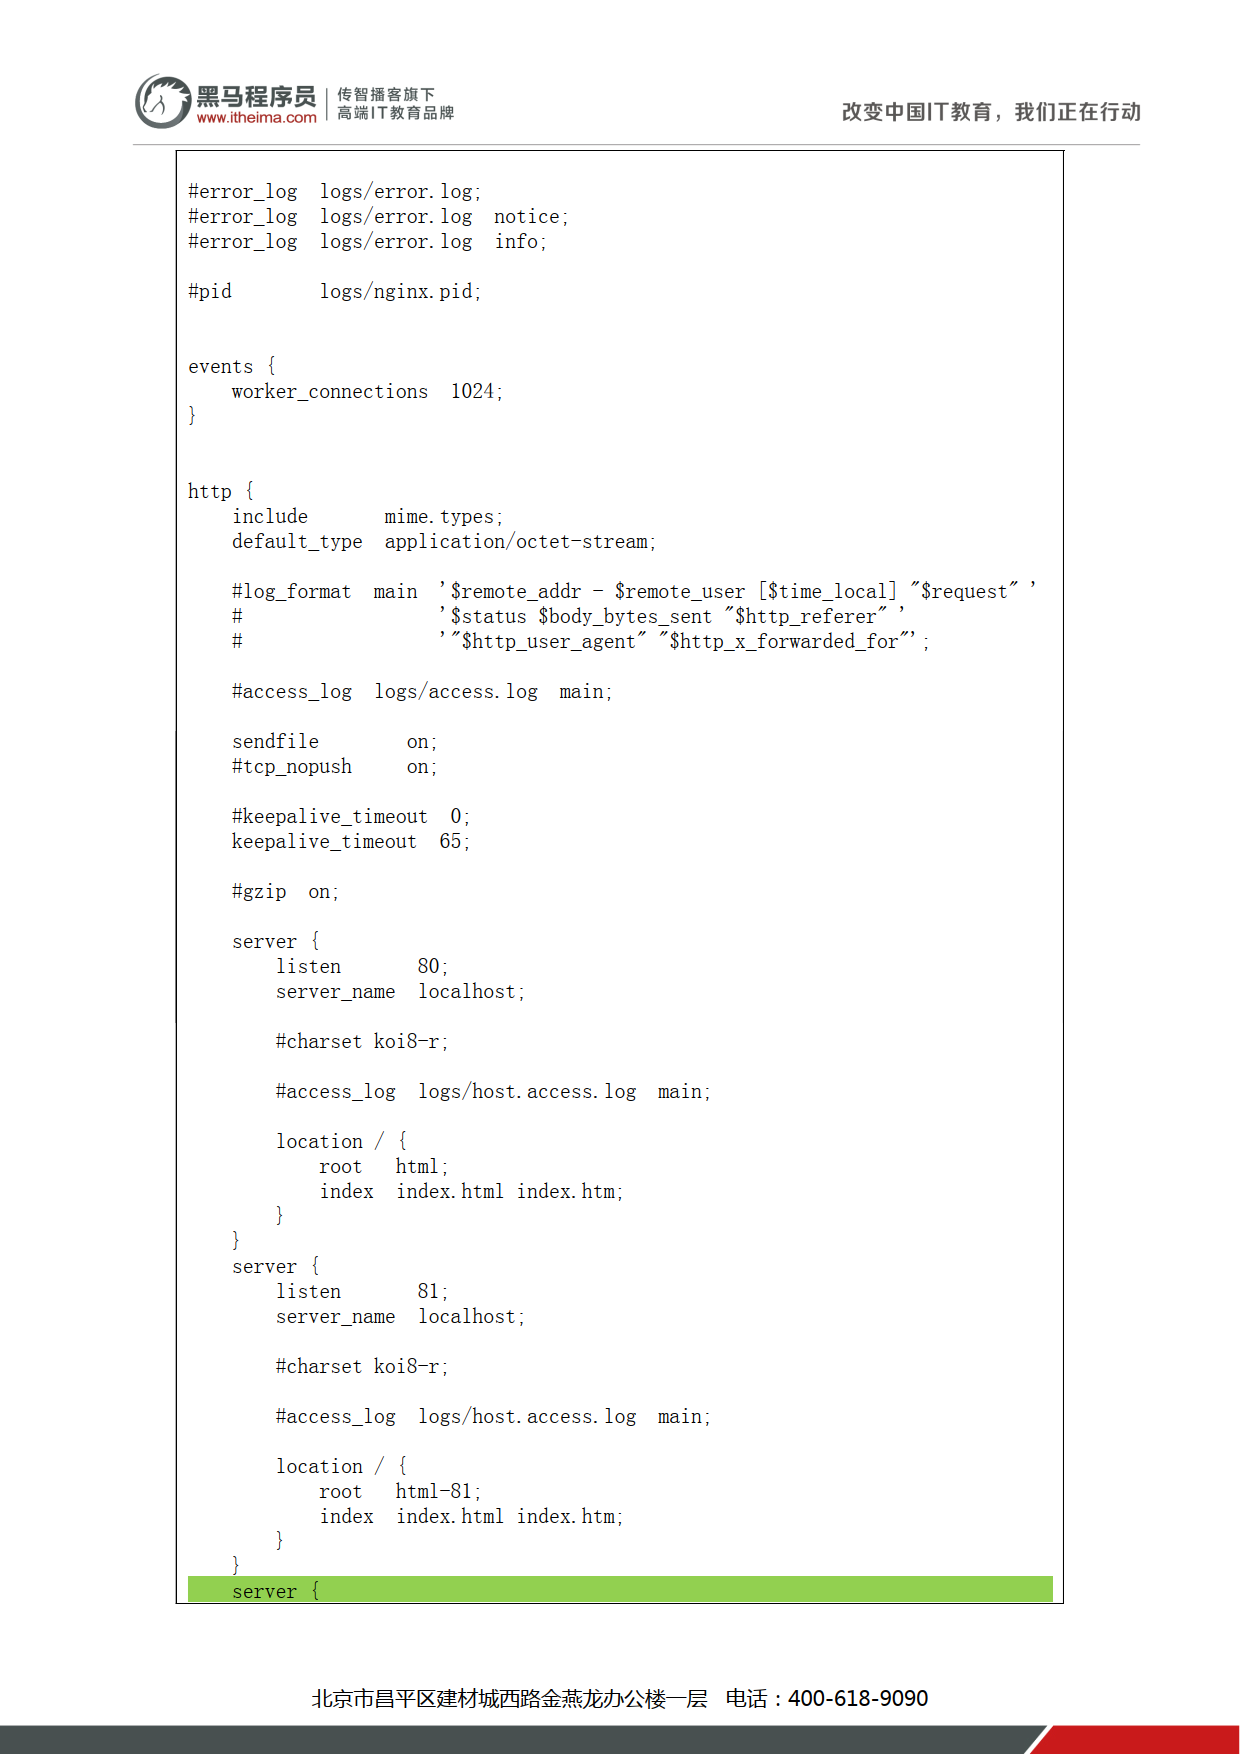 黑马程序员
www.itheima.com
传智播客旗下
高端IT教育品牌
改变中国IT教育，我们正在行动
#error_log  logs/error.log;
#error_log  logs/error.log  notice;
#error_log  logs/error.log  info;
#pid        logs/nginx.pid;
events {
    worker_connections  1024;
}
http {
    include       mime.types;
    default_type  application/octet-stream;
    #log_format  main  '$remote_addr - $remote_user [$time_local] "$request" '
    #                  '$status $body_bytes_sent "$http_referer" '
    #                  '"$http_user_agent" "$http_x_forwarded_for"';
    #access_log  logs/access.log  main;
    sendfile        on;
    #tcp_nopush     on;
    #keepalive_timeout  0;
    keepalive_timeout  65;
    #gzip  on;
    server {
        listen       80;
        server_name  localhost;
        #charset koi8-r;
        #access_log  logs/host.access.log  main;
        location / {
            root   html;
            index  index.html index.htm;
        }
    }
    server {
        listen       81;
        server_name  localhost;
        #charset koi8-r;
        #access_log  logs/host.access.log  main;
        location / {
            root   html-81;
            index  index.html index.htm;
        }
    }
    server {
北京市昌平区建材城西路金燕龙办公楼一层   电话：400-618-9090